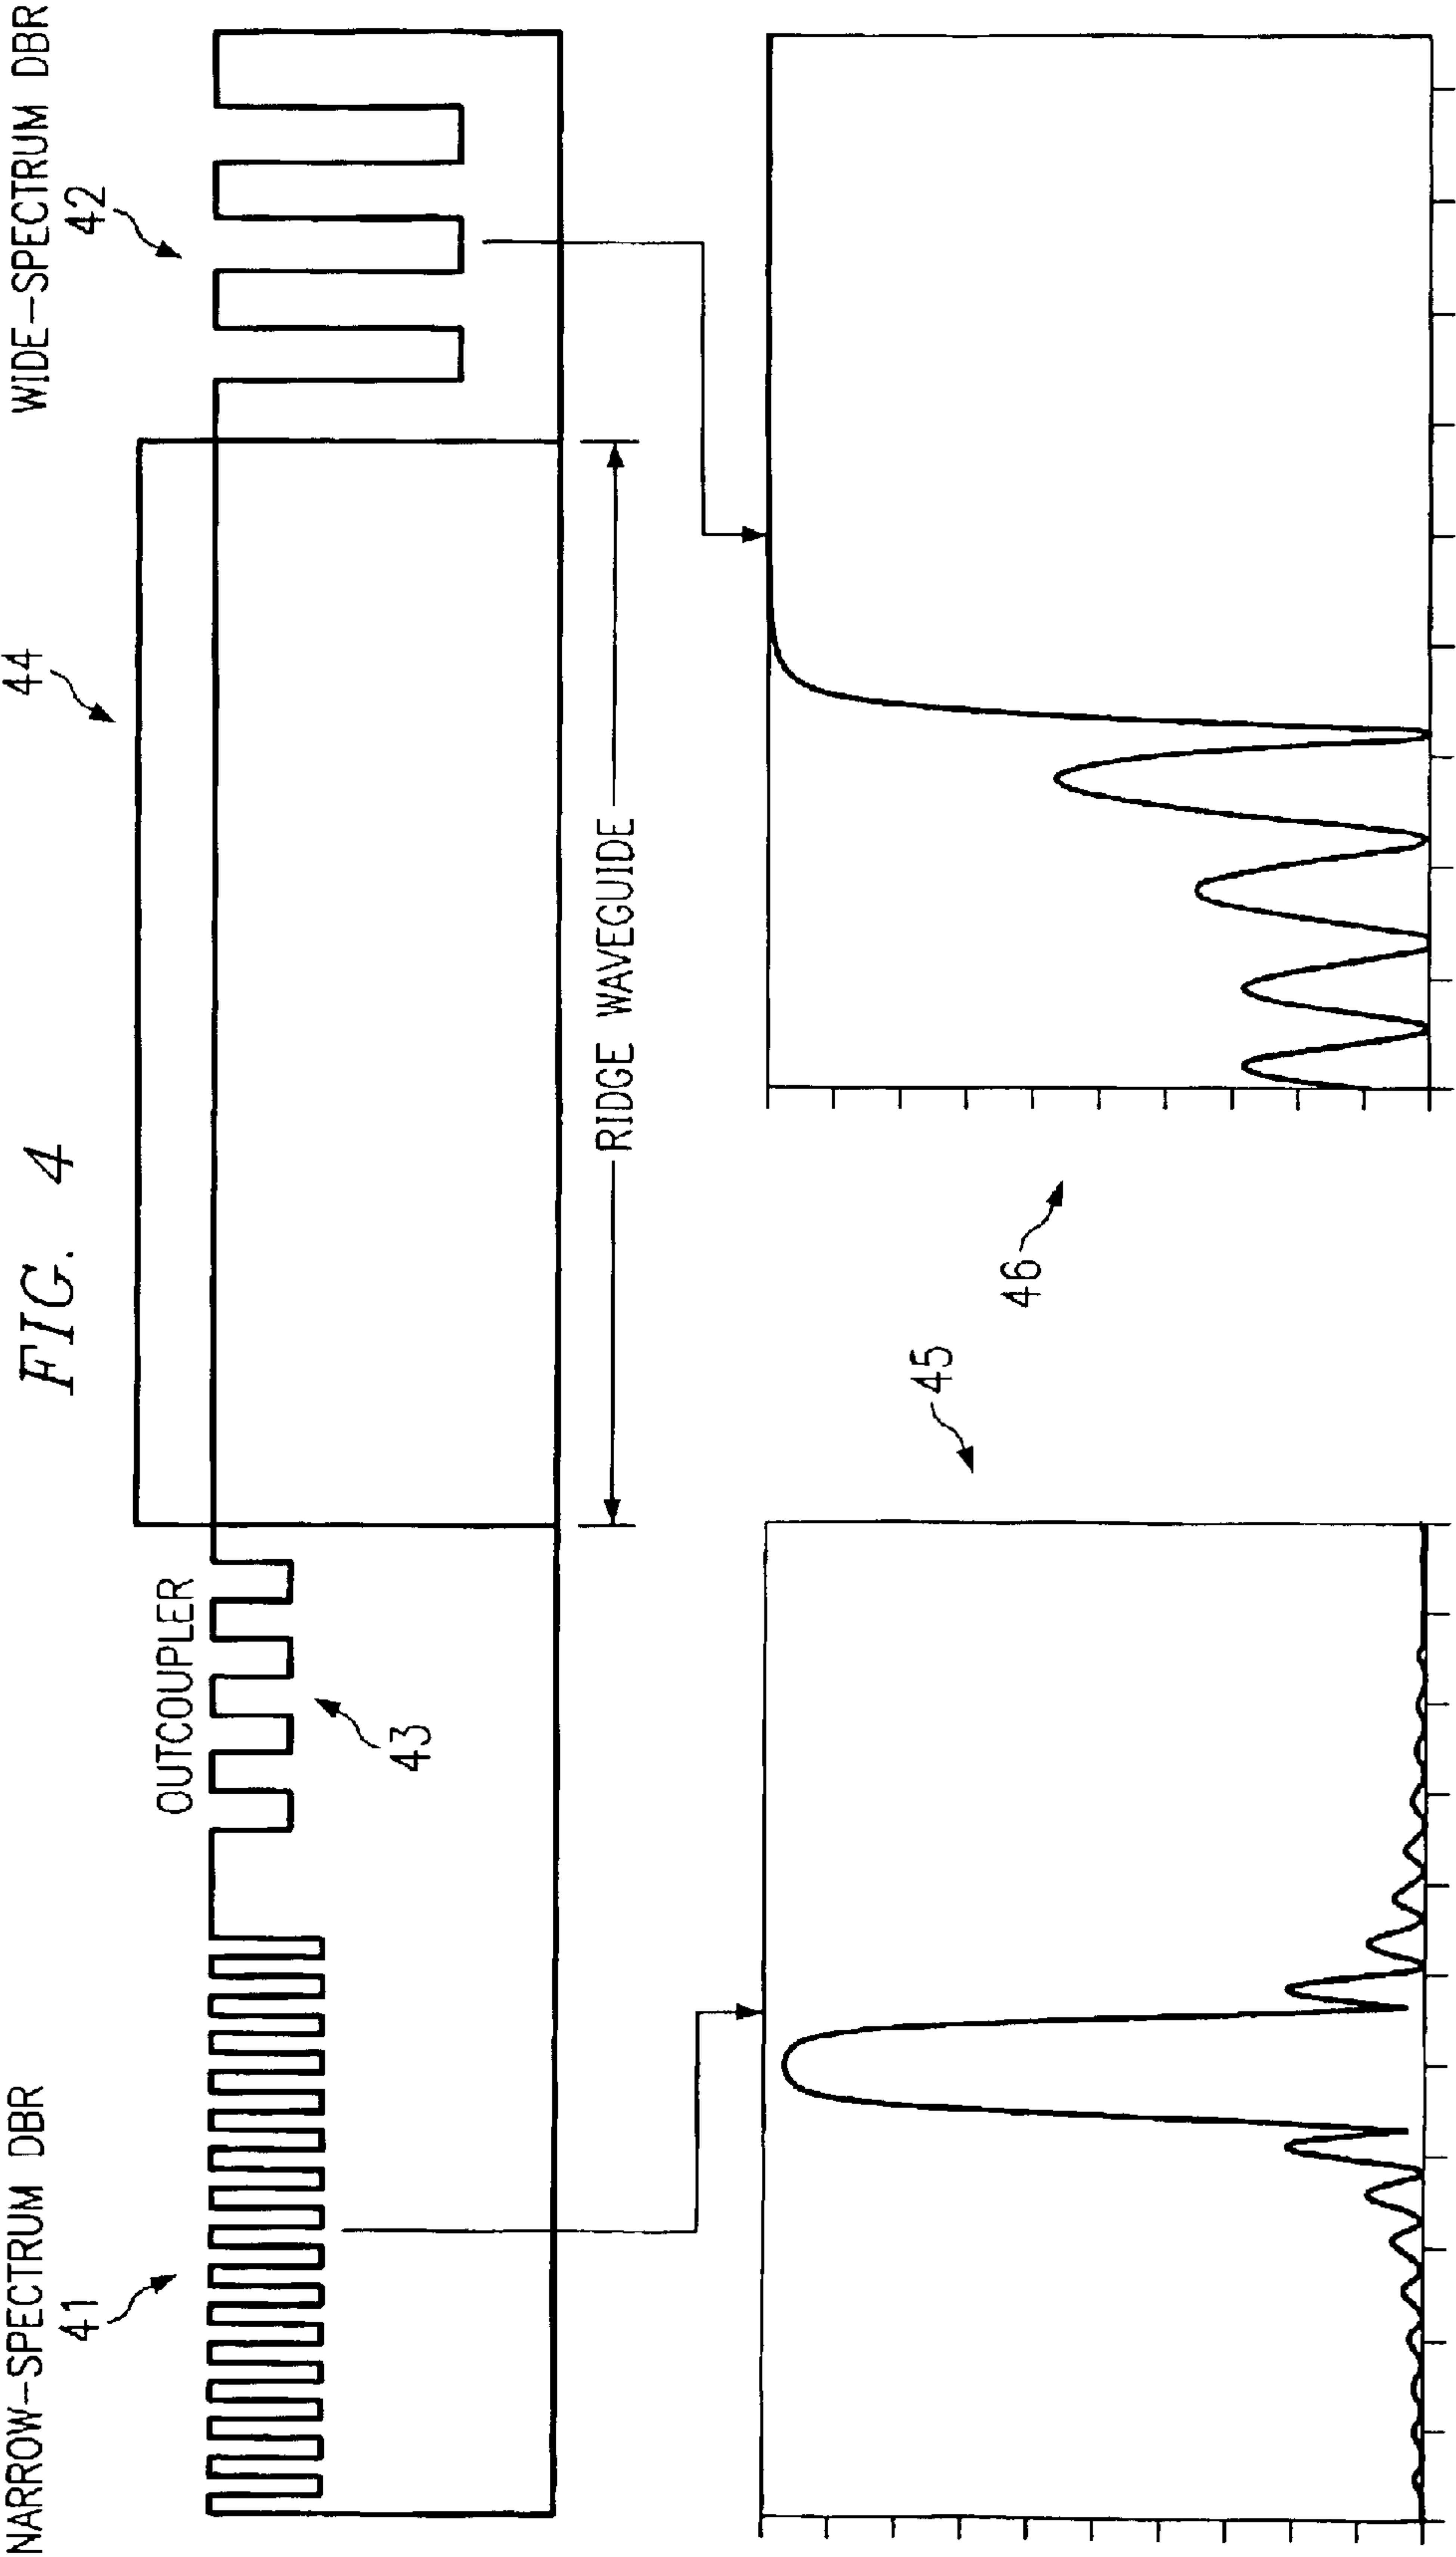 FIG. 4
NARROW-SPECTRUM DBR
41
OUTCOUPLER
43
44
WIDE-SPECTRUM DBR
42
RIDGE WAVEGUIDE
45
46